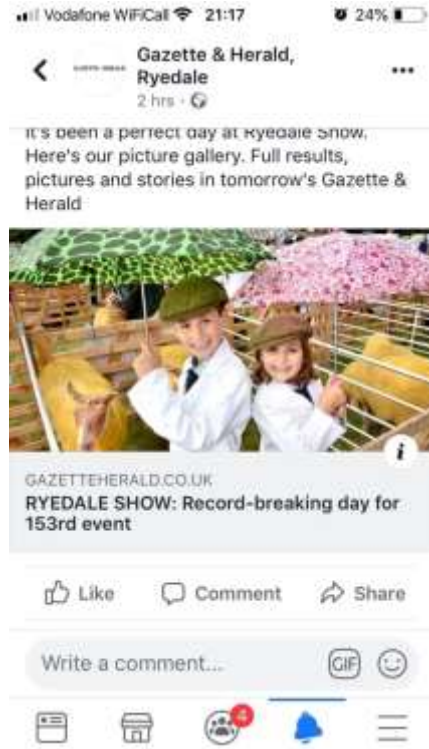 Vodafone WiFiCall 21:17 24%
Gazette & Herald,
Ryedale
2 hrs
It's been a perfect day at Ryedale Show.
Here's our picture gallery. Full results,
pictures and stories in tomorrow's Gazette &
Herald
i
GAZETTEHERALD.CO.UK
RYEDALE SHOW: Record-breaking day for
153rd event
Like Comment Share
Write a comment... GIF
4